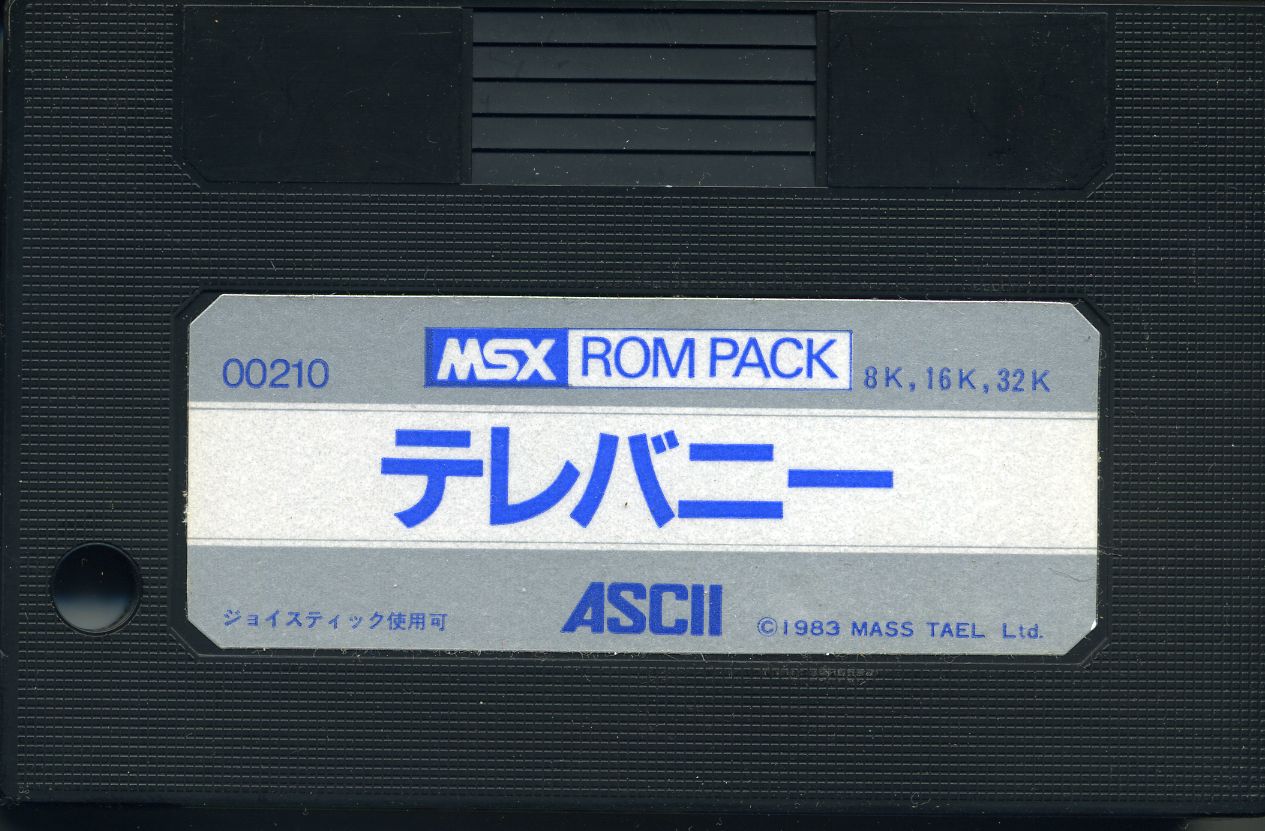 00210 MSX ROM PACK 8K,16K,32K
テレバニー
ASCII
ジョイスティック使用可 ©1983 MASS TAEL Ltd.